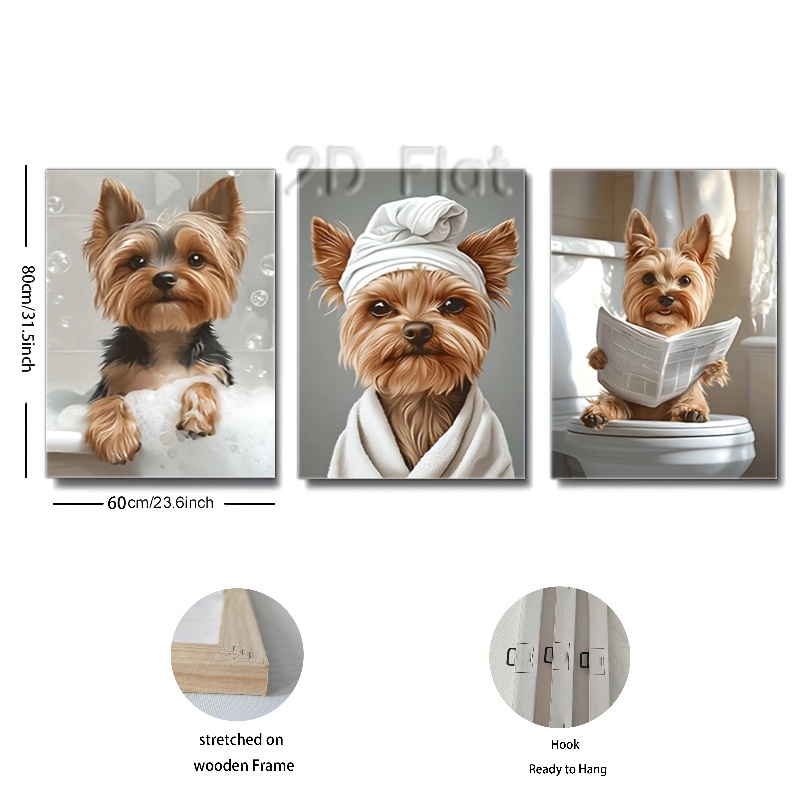 2D Flat
80cm/31.5inch
60cm/23.6inch
stretched on
wooden Frame
Hook
Ready to Hang